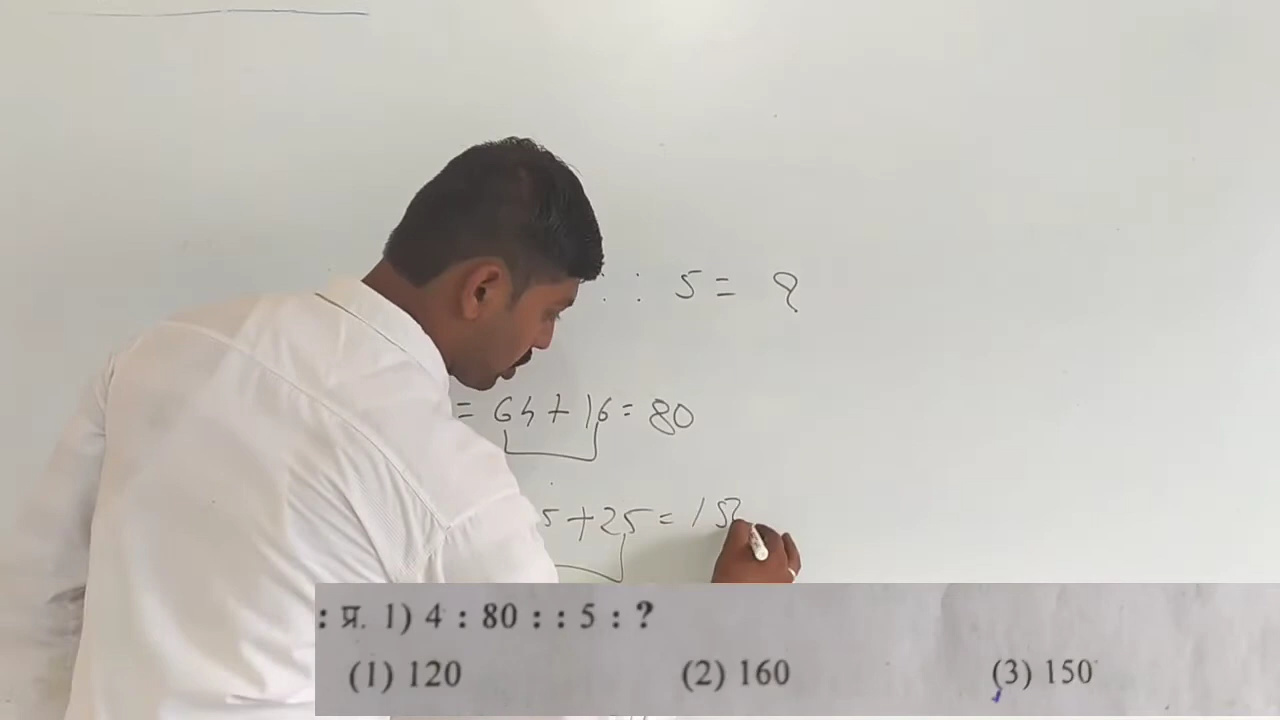 : : 5 = ?
= 64 + 16 = 80
5 + 25 = 15
: प्र. 1) 4 : 80 : : 5 : ?
(1) 120 (2) 160 (3) 150